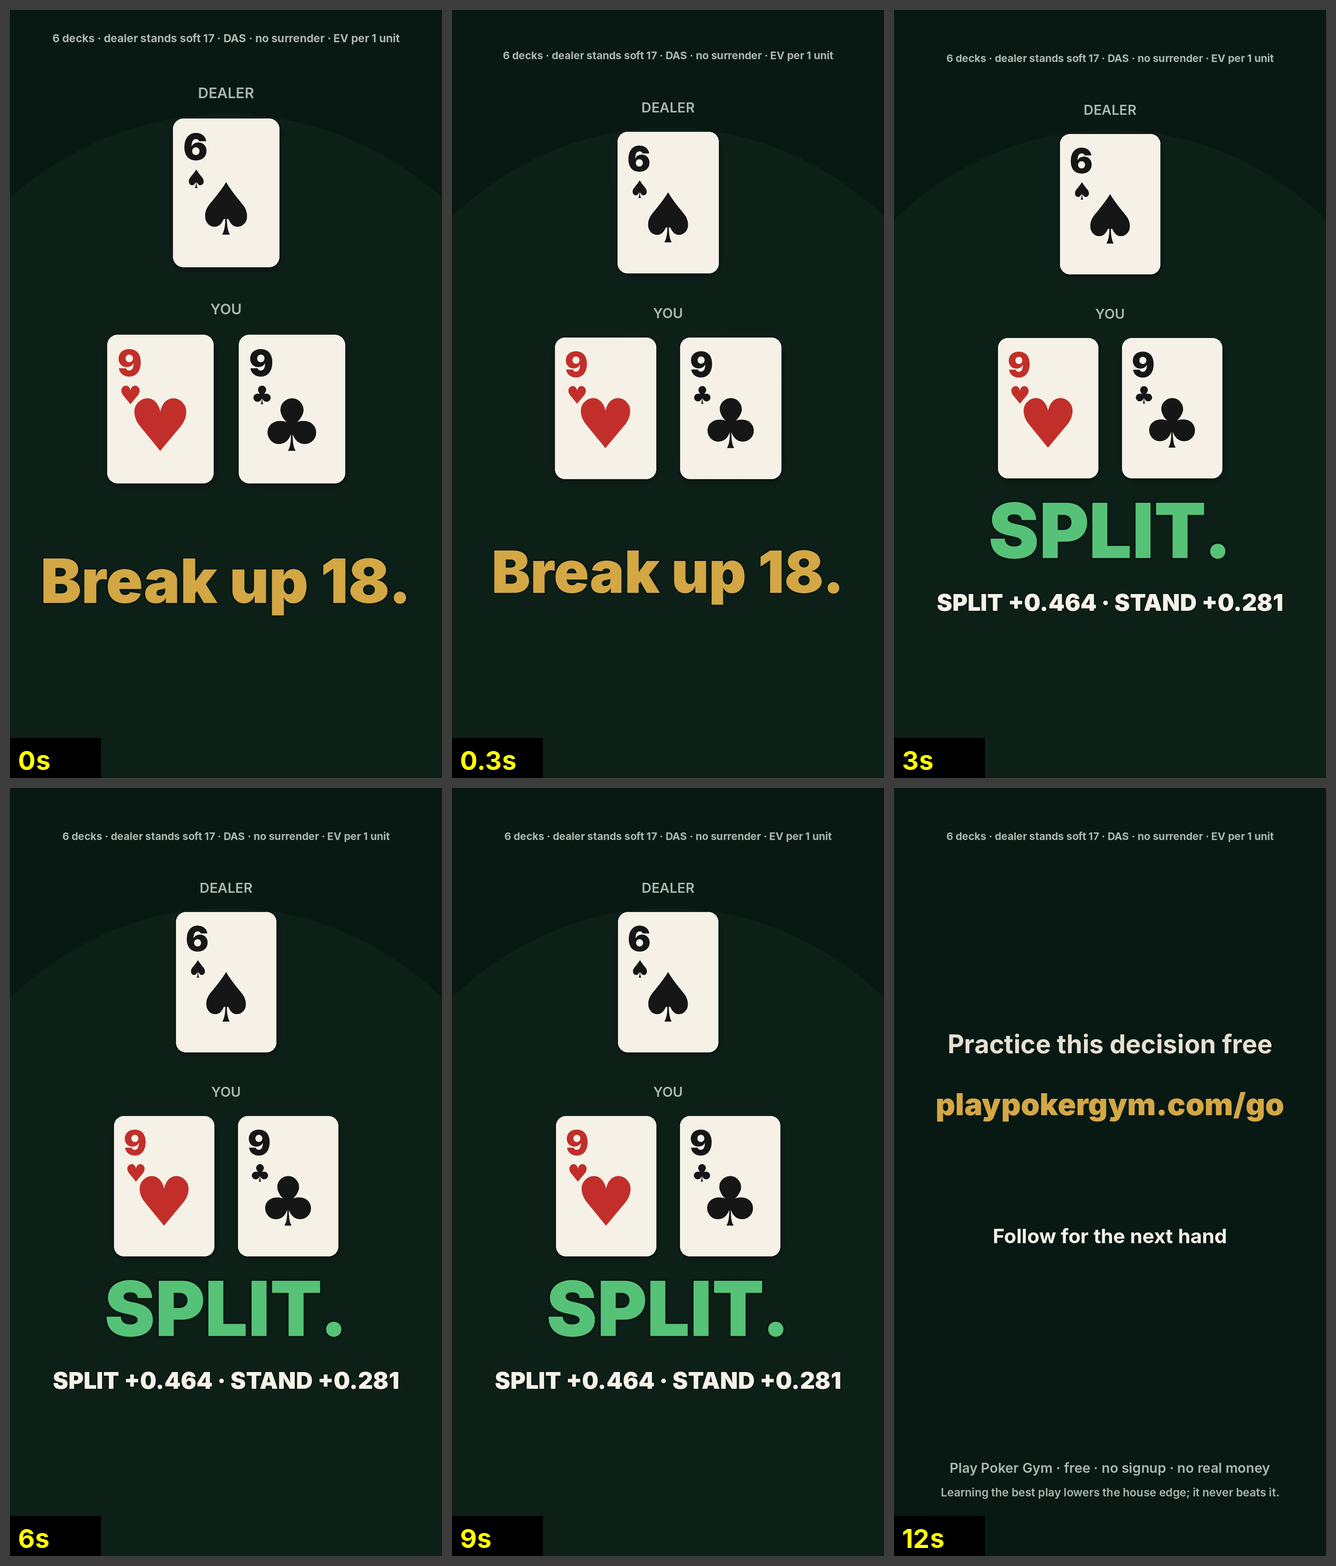 6 decks · dealer stands soft 17 · DAS · no surrender · EV per 1 unit
DEALER
6
YOU
9 9
Break up 18.
0s
6 decks · dealer stands soft 17 · DAS · no surrender · EV per 1 unit
DEALER
6
YOU
9 9
Break up 18.
0.3s
6 decks · dealer stands soft 17 · DAS · no surrender · EV per 1 unit
DEALER
6
YOU
9 9
SPLIT.
SPLIT +0.464 · STAND +0.281
3s
6 decks · dealer stands soft 17 · DAS · no surrender · EV per 1 unit
DEALER
6
YOU
9 9
SPLIT.
SPLIT +0.464 · STAND +0.281
6s
6 decks · dealer stands soft 17 · DAS · no surrender · EV per 1 unit
DEALER
6
YOU
9 9
SPLIT.
SPLIT +0.464 · STAND +0.281
9s
6 decks · dealer stands soft 17 · DAS · no surrender · EV per 1 unit
Practice this decision free
playpokergym.com/go
Follow for the next hand
Play Poker Gym · free · no signup · no real money
Learning the best play lowers the house edge; it never beats it.
12s